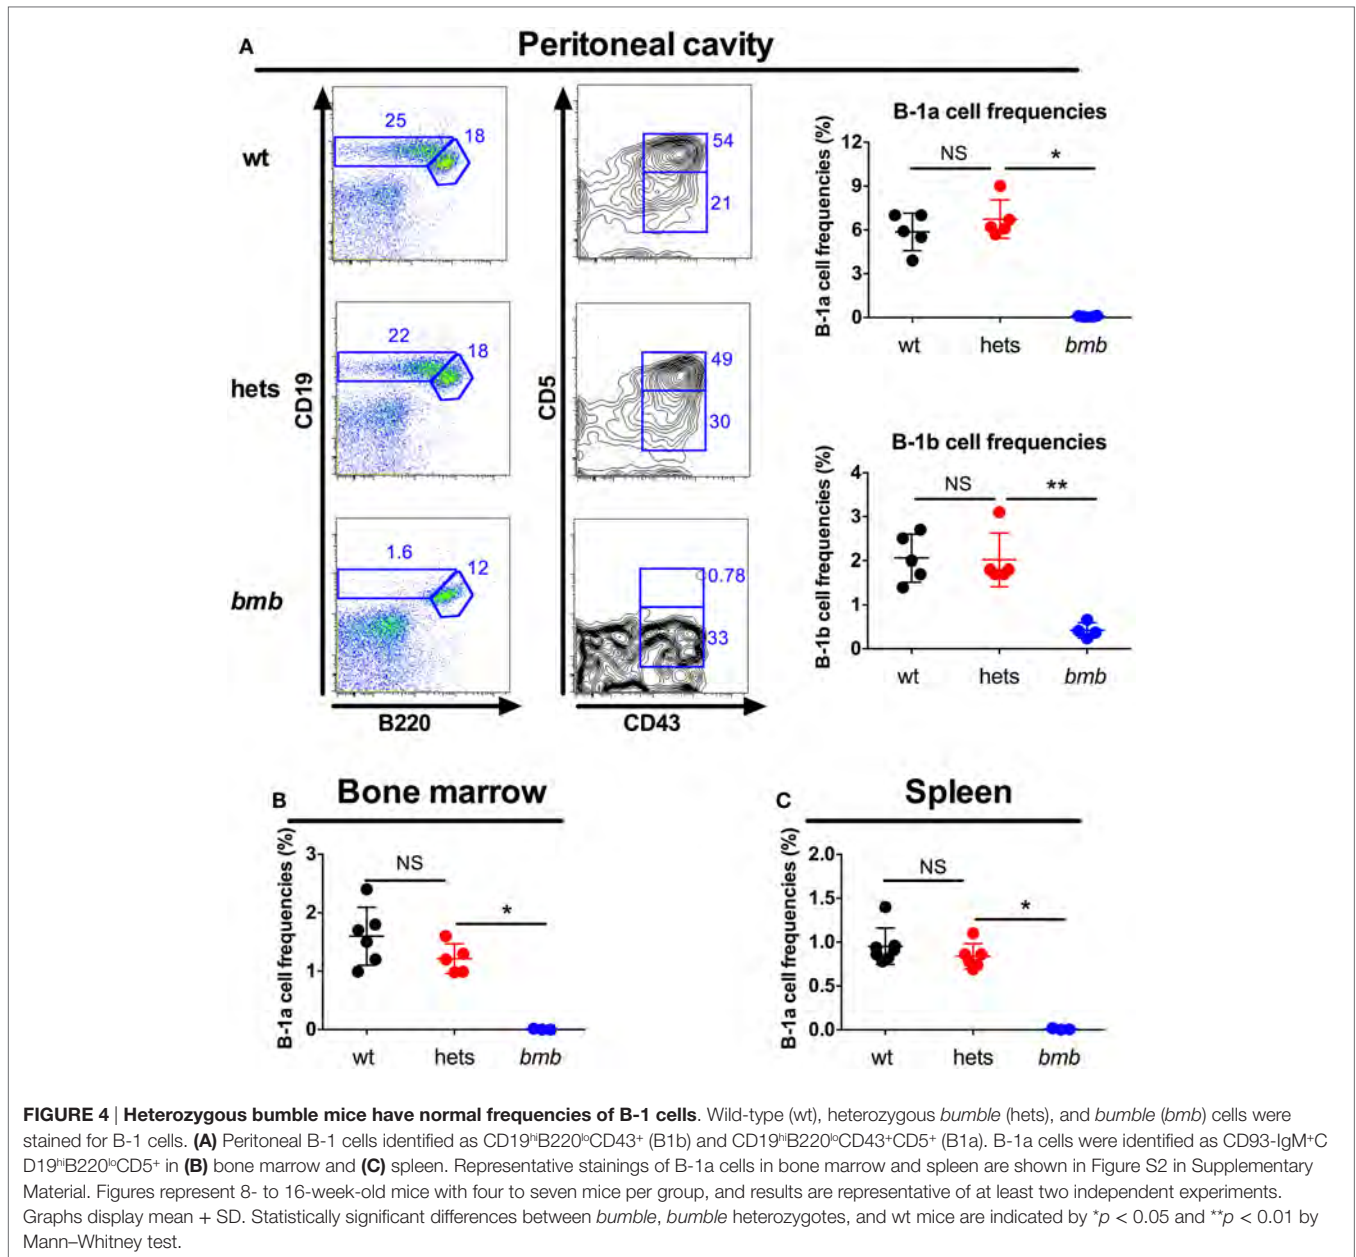 A
Peritoneal cavity
wt
hets
bmb
CD19
B220
25
18
22
18
1.6
12
CD5
CD43
54
21
49
30
0.78
33
B-1a cell frequencies
B-1a cell frequencies (%)
12
9
6
3
0
NS
*
wt hets bmb
B-1b cell frequencies
B-1b cell frequencies (%)
4
3
2
1
0
NS
**
wt hets bmb
B
Bone marrow
B-1a cell frequencies (%)
3
2
1
0
NS
*
wt hets bmb
C
Spleen
B-1a cell frequencies (%)
2.0
1.5
1.0
0.5
0.0
NS
*
wt hets bmb
FIGURE 4 | Heterozygous bumble mice have normal frequencies of B-1 cells. Wild-type (wt), heterozygous bumble (hets), and bumble (bmb) cells were
stained for B-1 cells. (A) Peritoneal B-1 cells identified as CD19ʰⁱB220ˡᵒCD43⁺ (B1b) and CD19ʰⁱB220ˡᵒCD43⁺CD5⁺ (B1a). B-1a cells were identified as CD93-IgM⁺C
D19ʰⁱB220ˡᵒCD5⁺ in (B) bone marrow and (C) spleen. Representative stainings of B-1a cells in bone marrow and spleen are shown in Figure S2 in Supplementary
Material. Figures represent 8- to 16-week-old mice with four to seven mice per group, and results are representative of at least two independent experiments.
Graphs display mean + SD. Statistically significant differences between bumble, bumble heterozygotes, and wt mice are indicated by *p < 0.05 and **p < 0.01 by
Mann–Whitney test.